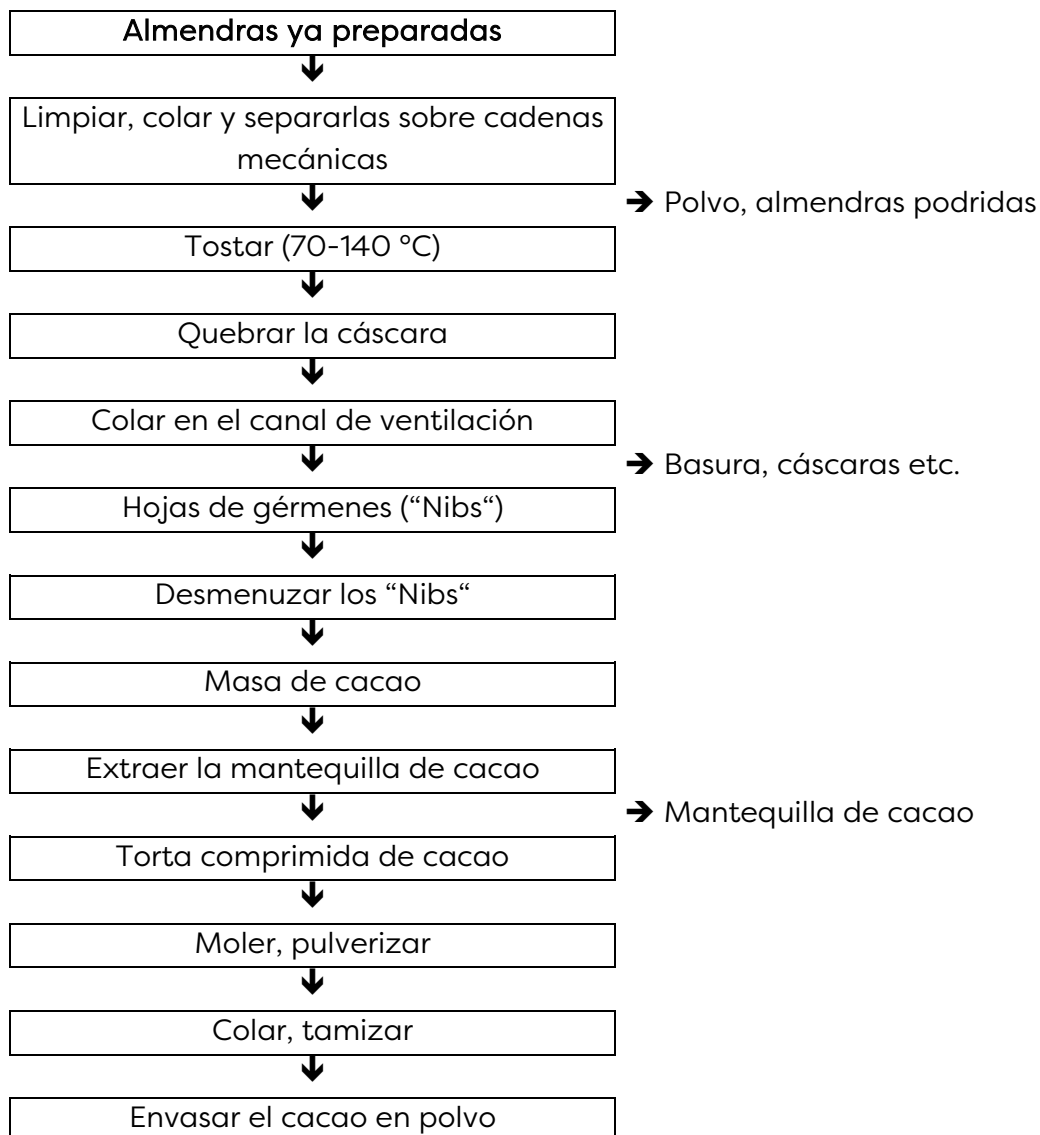 Almendras ya preparadas
🡻
Limpiar, colar y separarlas sobre cadenas
mecánicas
🡻
➔ Polvo, almendras podridas
Tostar (70-140 °C)
🡻
Quebrar la cáscara
🡻
Colar en el canal de ventilación
🡻
➔ Basura, cáscaras etc.
Hojas de gérmenes (“Nibs“)
🡻
Desmenuzar los “Nibs“
🡻
Masa de cacao
🡻
Extraer la mantequilla de cacao
🡻
➔ Mantequilla de cacao
Torta comprimida de cacao
🡻
Moler, pulverizar
🡻
Colar, tamizar
🡻
Envasar el cacao en polvo